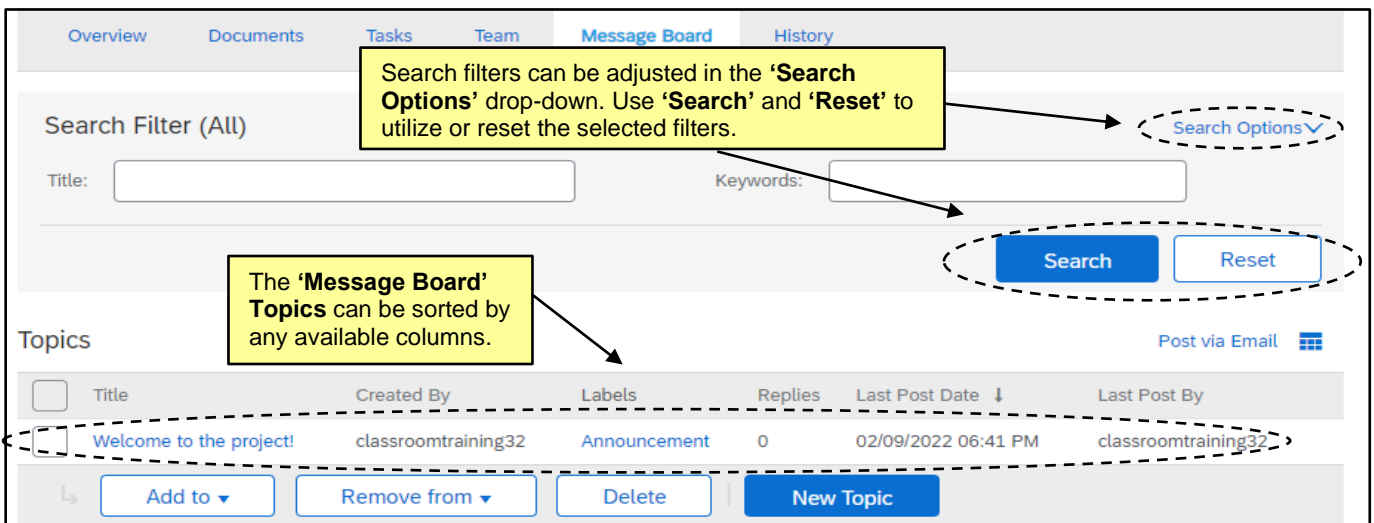 Overview Documents Tasks Team Message Board History
Search filters can be adjusted in the ‘Search
Options’ drop-down. Use ‘Search’ and ‘Reset’ to
utilize or reset the selected filters.
Search Filter (All)
Search Options
Title:
Keywords:
Search Reset
The ‘Message Board’
Topics can be sorted by
any available columns.
Topics
Post via Email
Title Created By Labels Replies Last Post Date ↓ Last Post By
Welcome to the project! classroomtraining32 Announcement 0 02/09/2022 06:41 PM classroomtraining32
Add to ▾ Remove from ▾ Delete New Topic